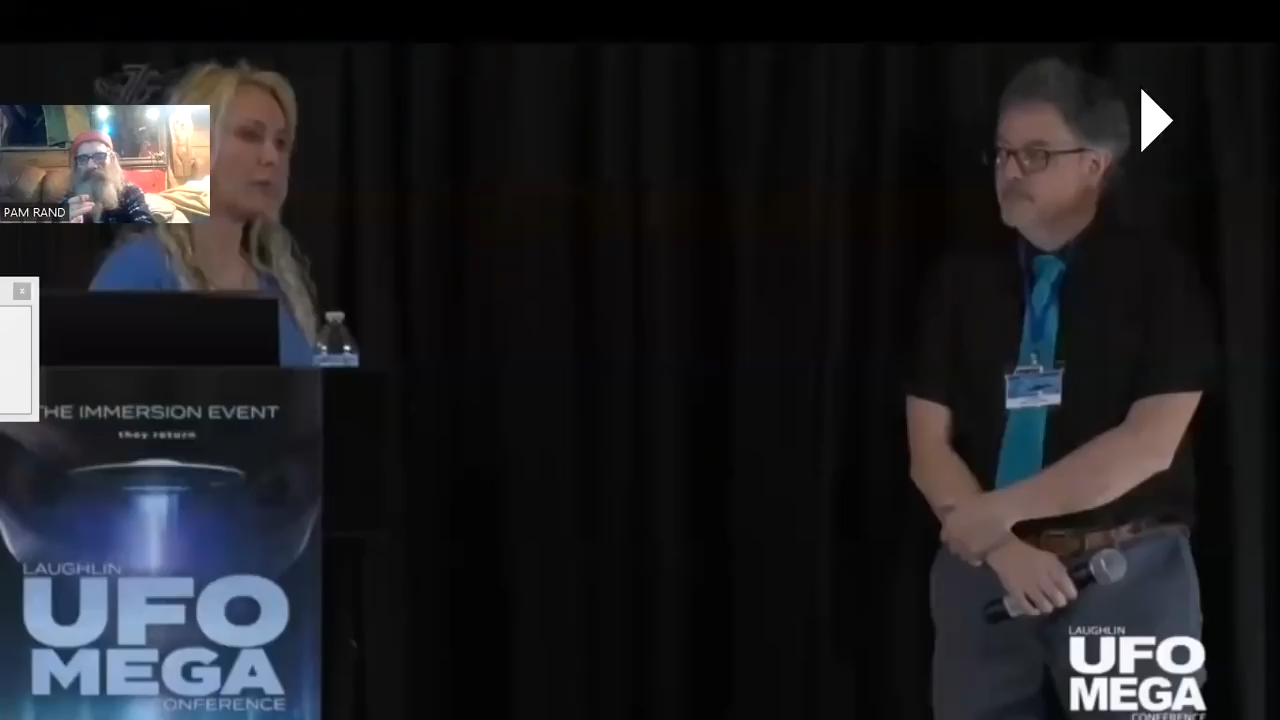 PAM RAND
x
THE IMMERSION EVENT
they return
LAUGHLIN
UFO
MEGA
CONFERENCE
LAUGHLIN
UFO
MEGA
CONFERENCE